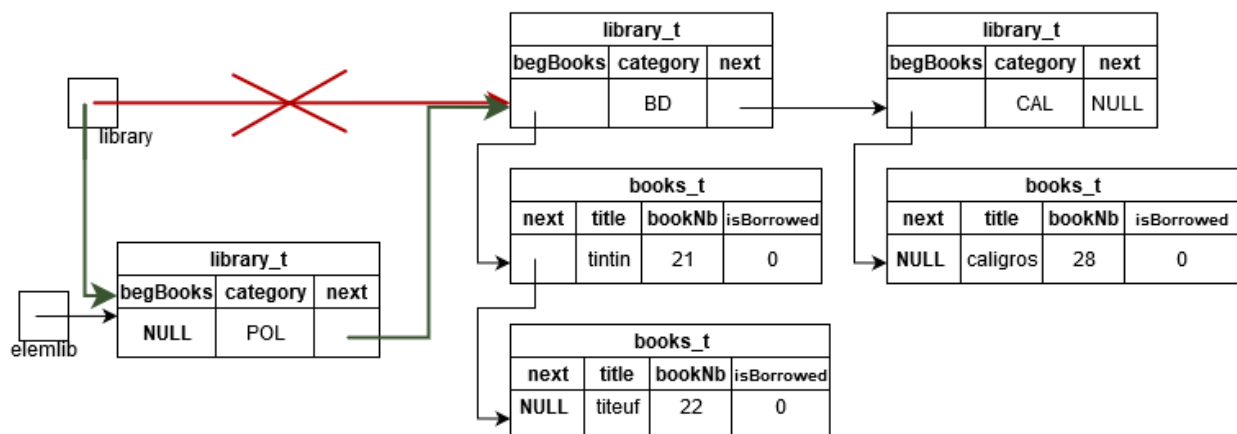 library_t
begBooks category next
BD
library_t
begBooks category next
CAL NULL
library
books_t
next title bookNb isBorrowed
tintin 21 0
books_t
next title bookNb isBorrowed
NULL caligros 28 0
library_t
begBooks category next
NULL POL
elemlib
books_t
next title bookNb isBorrowed
NULL titeuf 22 0